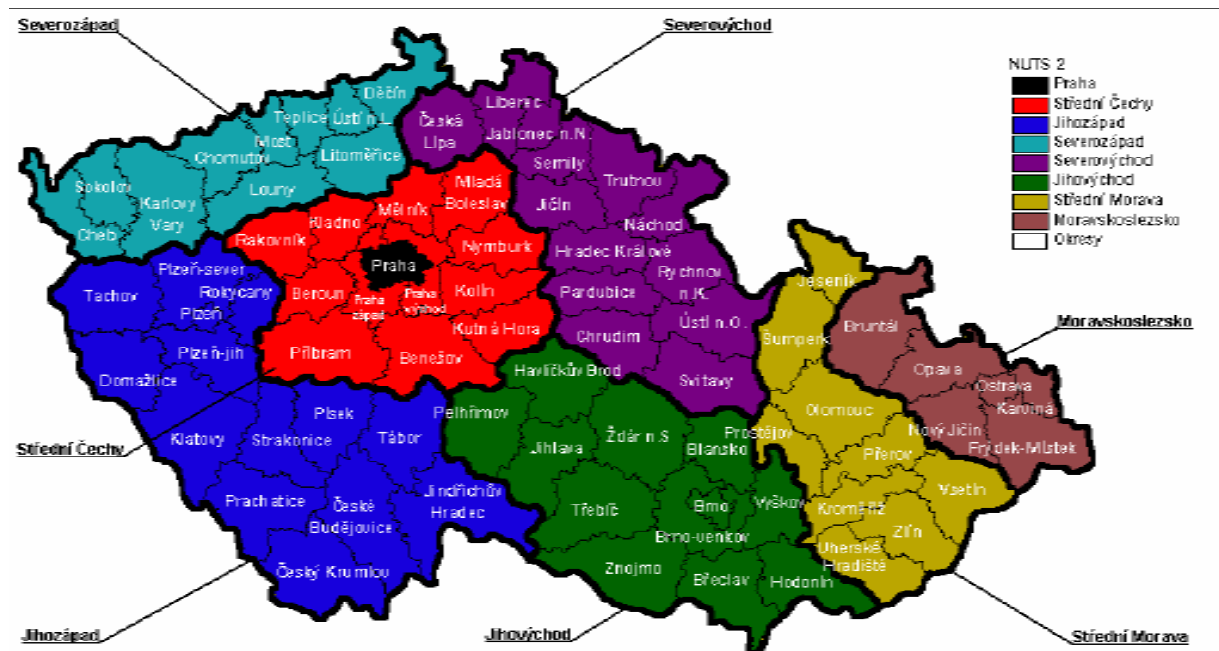 Severozápad
Severovýchod
NUTS 2
Praha
Střední Čechy
Jihozápad
Severozápad
Severovýchod
Jihovýchod
Střední Morava
Moravskoslezsko
Okresy
Děčín
Teplice
Ústí n.L.
Most
Chomutov
Litoměřice
Louny
Sokolov
Karlovy
Vary
Cheb
Česká
Lípa
Liberec
Jablonec n.N.
Semily
Trutnov
Jičín
Náchod
Hradec Králové
Rychnov
n.K.
Pardubice
Ústí n.O.
Chrudim
Svitavy
Mladá
Boleslav
Mělník
Kladno
Rakovník
Nymburk
Praha
Beroun
Praha
západ
Praha
východ
Kolín
Kutná Hora
Příbram
Benešov
Plzeň-sever
Tachov
Rokycany
Plzeň
Plzeň-jih
Domažlice
Klatovy
Písek
Strakonice
Tábor
Prachatice
České
Budějovice
Jindřichův
Hradec
Český Krumlov
Havlíčkův Brod
Pelhřimov
Jihlava
Ždár n.S
Blansko
Třebíč
Brno
Vyškov
Brno-venkov
Znojmo
Břeclav
Hodonín
Jeseník
Šumperk
Olomouc
Prostějov
Přerov
Kroměříž
Vsetín
Zlín
Uherské
Hradiště
Bruntál
Opava
Ostrava
Karviná
Nový Jičín
Frýdek-Místek
Moravskoslezsko
Střední Čechy
Jihozápad
Jihovýchod
Střední Morava